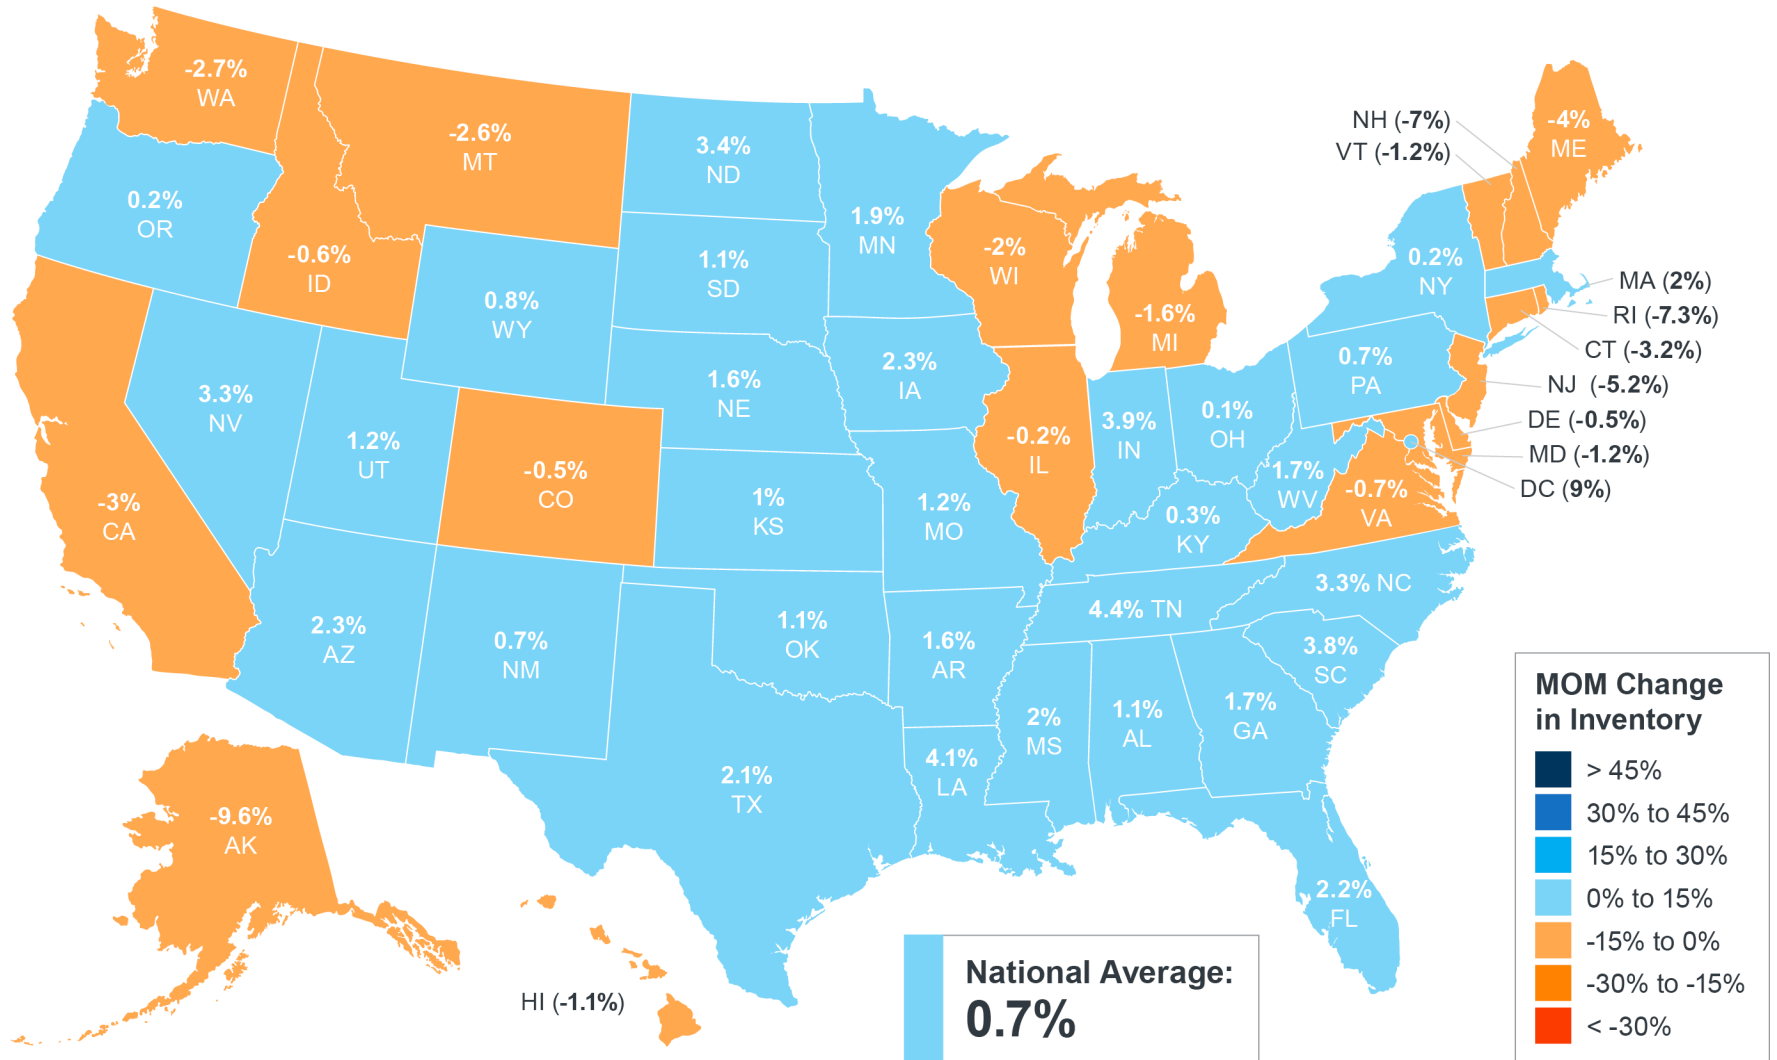 -2.7%
WA
-2.6%
MT
3.4%
ND
1.9%
MN
0.2%
OR
-0.6%
ID
0.8%
WY
1.1%
SD
-2%
WI
-1.6%
MI
NH (-7%)
VT (-1.2%)
-4%
ME
0.2%
NY
MA (2%)
RI (-7.3%)
CT (-3.2%)
NJ (-5.2%)
DE (-0.5%)
MD (-1.2%)
DC (9%)
3.3%
NV
1.2%
UT
-3%
CA
-0.5%
CO
1.6%
NE
2.3%
IA
-0.2%
IL
3.9%
IN
0.1%
OH
0.7%
PA
1.7%
WV
-0.7%
VA
1%
KS
1.2%
MO
0.3%
KY
2.3%
AZ
0.7%
NM
1.1%
OK
1.6%
AR
4.4% TN
3.3% NC
3.8%
SC
2.1%
TX
4.1%
LA
2%
MS
1.1%
AL
1.7%
GA
2.2%
FL
-9.6%
AK
HI (-1.1%)
National Average:
0.7%
MOM Change
in Inventory
> 45%
30% to 45%
15% to 30%
0% to 15%
-15% to 0%
-30% to -15%
< -30%